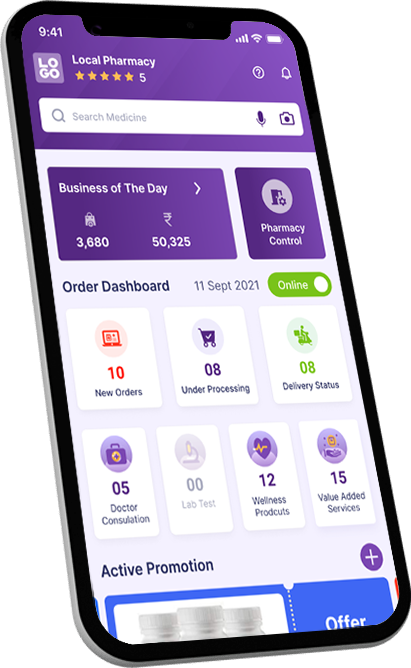 9:41
LO
GO
Local Pharmacy
5
Search Medicine
Business of The Day
₹
3,680
50,325
Pharmacy
Control
Order Dashboard
11 Sept 2021
Online
10
New Orders
08
Under Processing
08
Delivery Status
05
Doctor
Consulation
00
Lab Test
12
Wellness
Prodcuts
15
Value Added
Services
Active Promotion
Offer